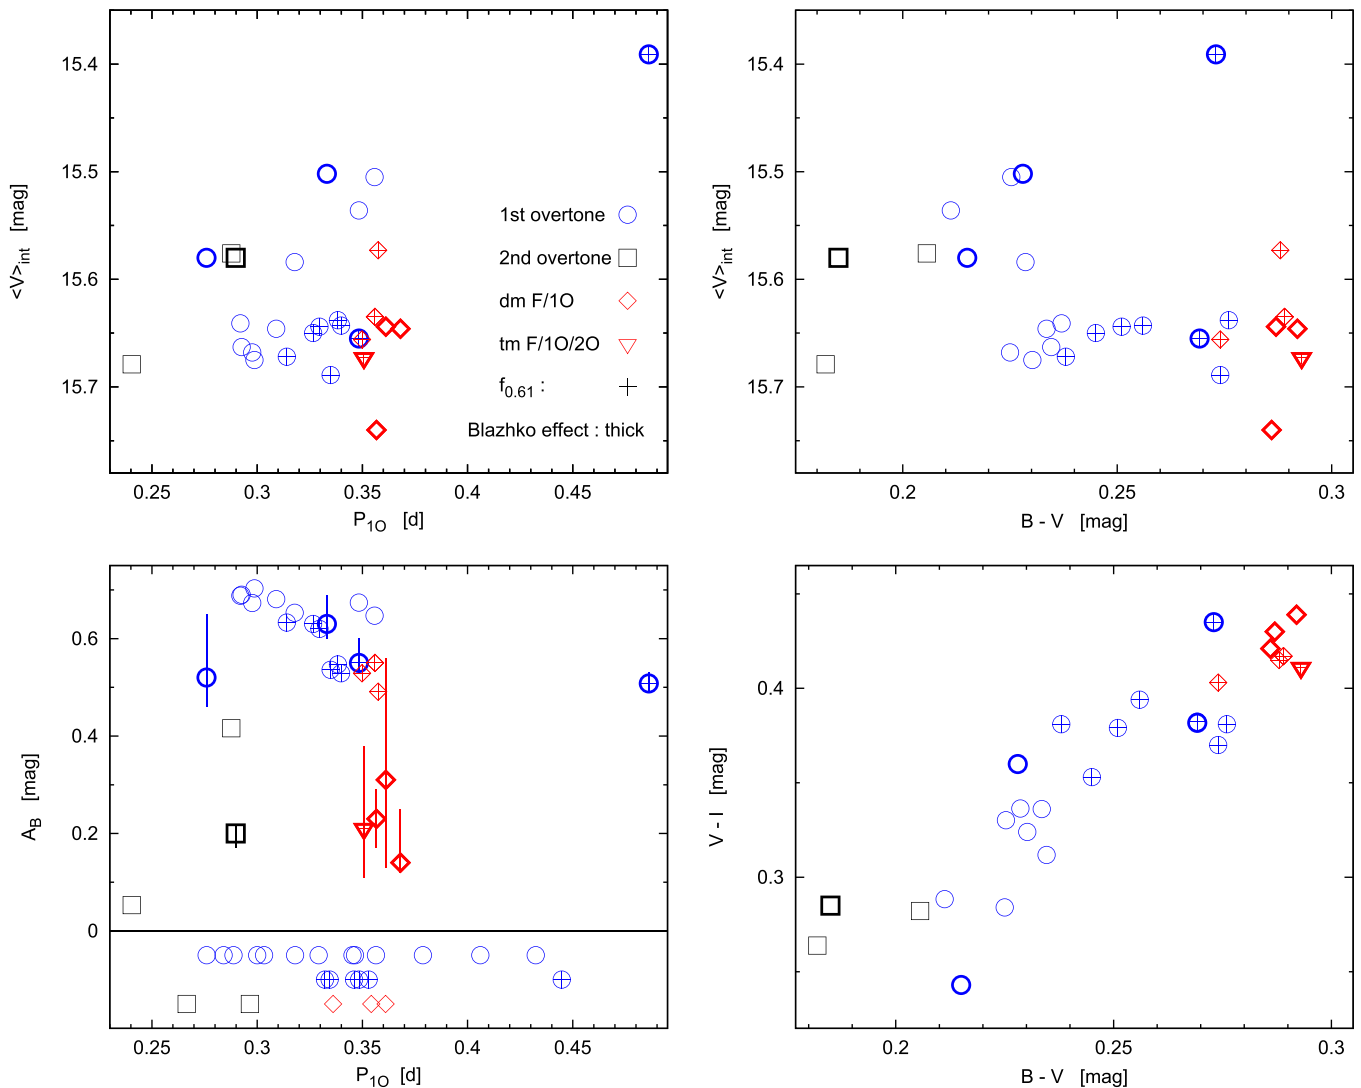 15.4
15.5
15.6
15.7
<V>int [mag]
1st overtone
2nd overtone
dm F/1O
tm F/1O/2O
f0.61 :
Blazhko effect : thick
0.25
0.3
0.35
0.4
0.45
P1O [d]
15.4
15.5
15.6
15.7
<V>int [mag]
0.2
0.25
0.3
B - V [mag]
0.6
0.4
0.2
0
AB [mag]
0.25
0.3
0.35
0.4
0.45
P1O [d]
0.4
0.3
V - I [mag]
0.2
0.25
0.3
B - V [mag]